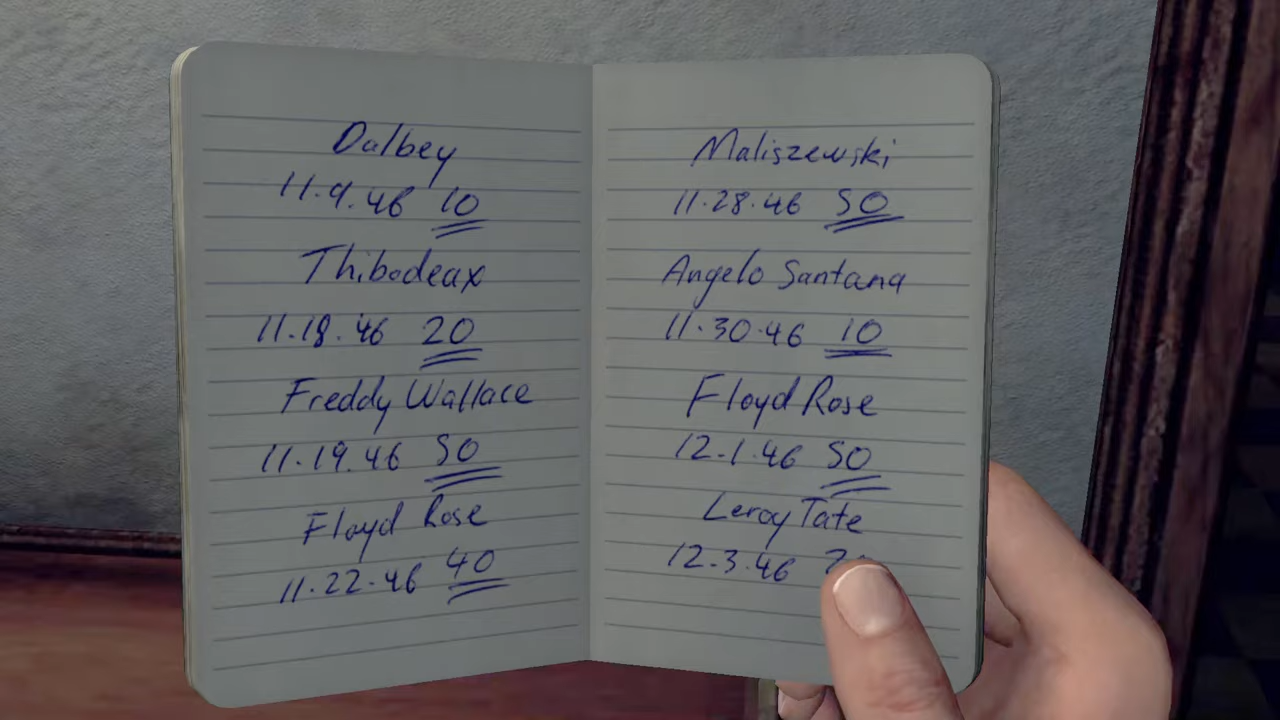 Dalbey
11.9.46 10
Thibodeax
11.18.46 20
Freddy Wallace
11.19.46 50
Floyd Rose
11.22.46 40
Maliszewski
11.28.46 50
Angelo Santana
11.30.46 10
Floyd Rose
12.1.46 50
Leroy Tate
12.3.46